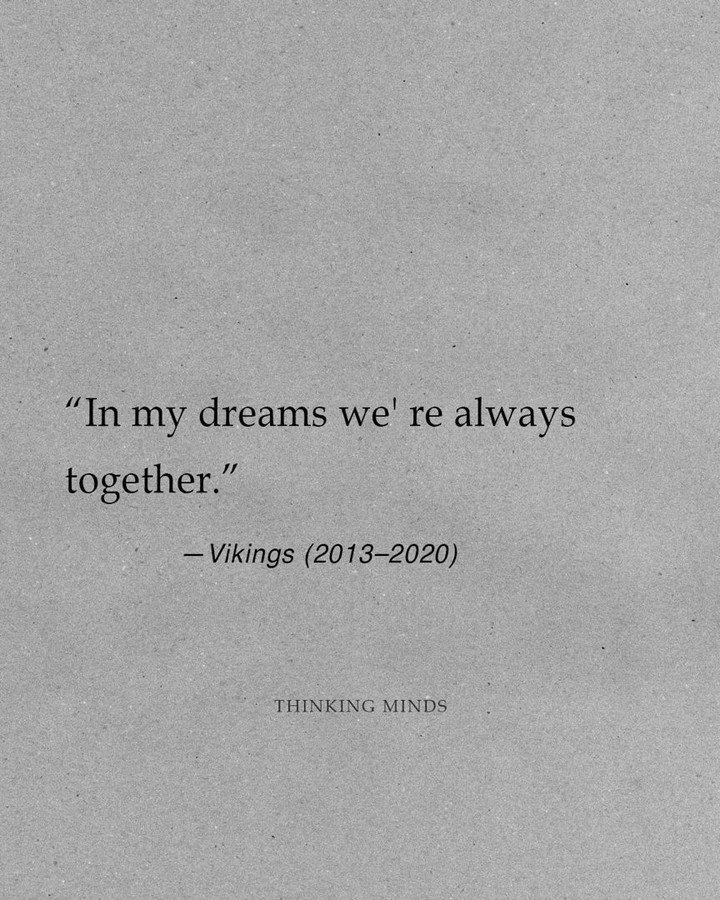 “In my dreams we' re always
together.”
– Vikings (2013–2020)
THINKING MINDS